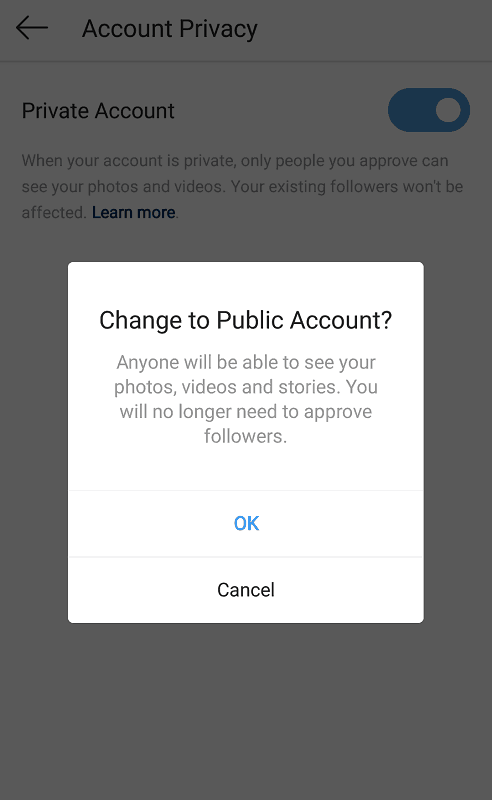 Account Privacy
Private Account
When your account is private, only people you approve can
see your photos and videos. Your existing followers won't be
affected. Learn more.
Change to Public Account?
Anyone will be able to see your
photos, videos and stories. You
will no longer need to approve
followers.
OK
Cancel